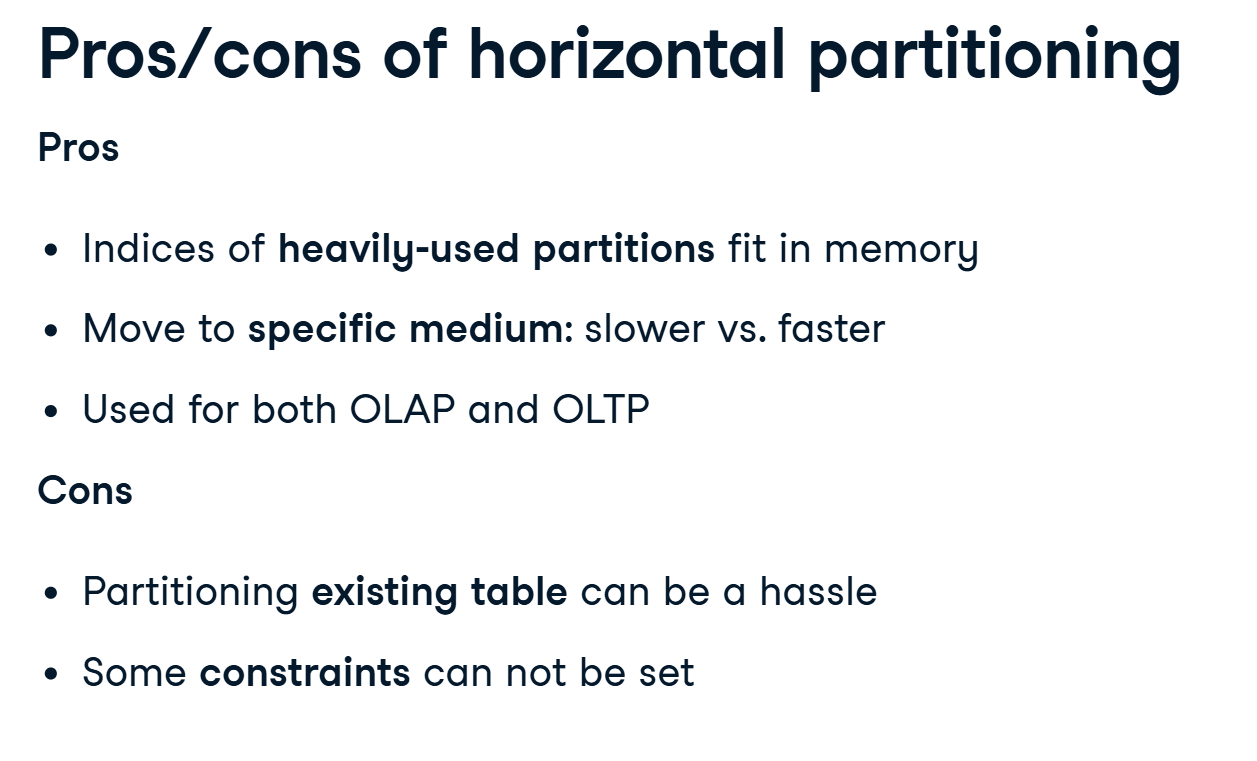 Pros/cons of horizontal partitioning
Pros
• Indices of heavily-used partitions fit in memory
• Move to specific medium: slower vs. faster
• Used for both OLAP and OLTP
Cons
• Partitioning existing table can be a hassle
• Some constraints can not be set